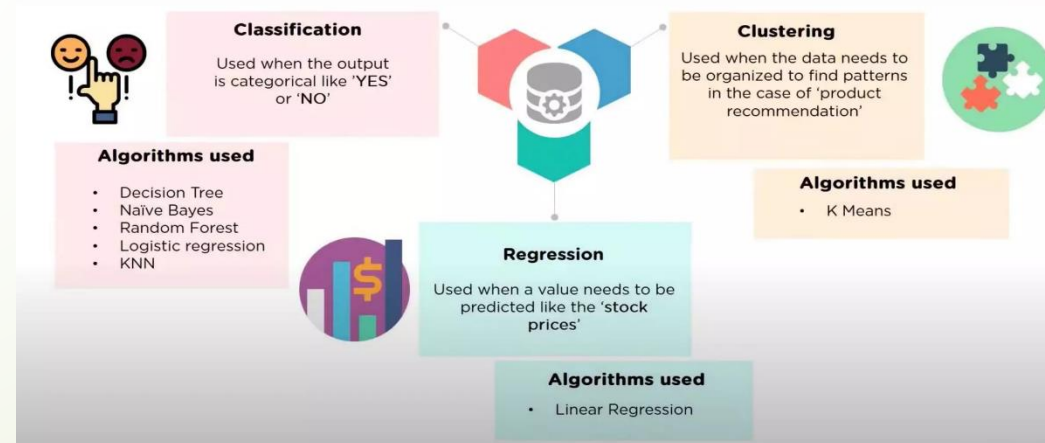 Classification
Used when the output
is categorical like 'YES'
or 'NO'
Algorithms used
• Decision Tree
• Naïve Bayes
• Random Forest
• Logistic regression
• KNN
Clustering
Used when the data needs to
be organized to find patterns
in the case of 'product
recommendation'
Algorithms used
• K Means
Regression
Used when a value needs to be
predicted like the 'stock
prices'
Algorithms used
• Linear Regression
$